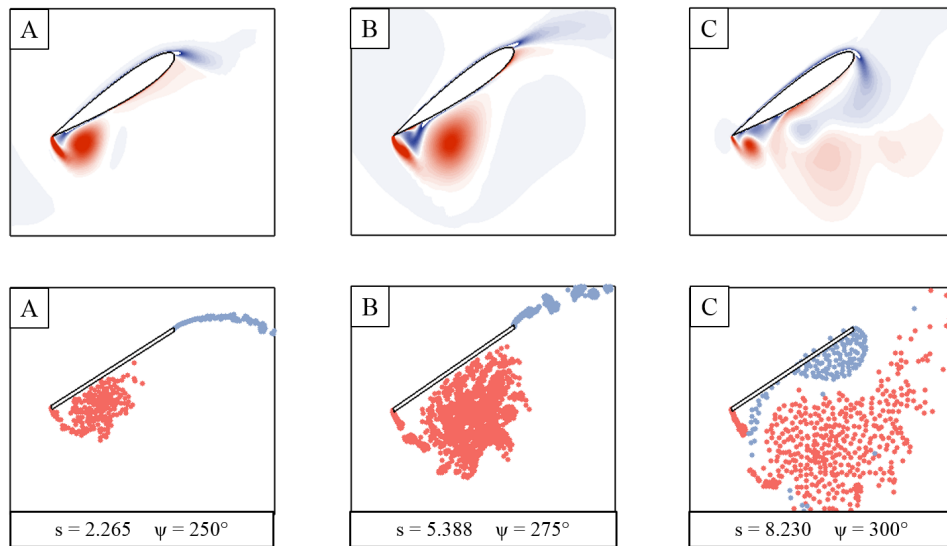 A
B
C
A
B
C
s = 2.265 ψ = 250°
s = 5.388 ψ = 275°
s = 8.230 ψ = 300°